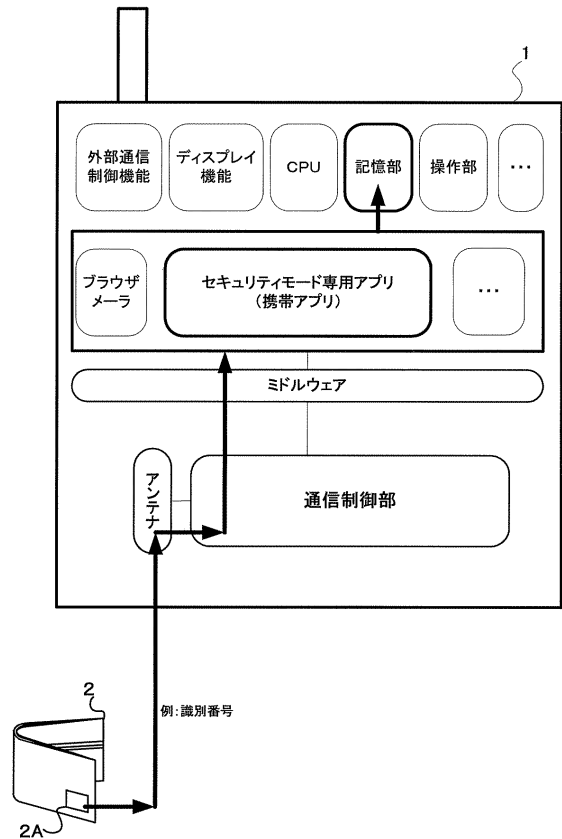 1
外部通信
制御機能
ディスプレイ
機能
CPU
記憶部
操作部
…
ブラウザ
メーラ
セキュリティモード専用アプリ
(携帯アプリ)
…
ミドルウェア
アンテナ
通信制御部
例:識別番号
2
2A